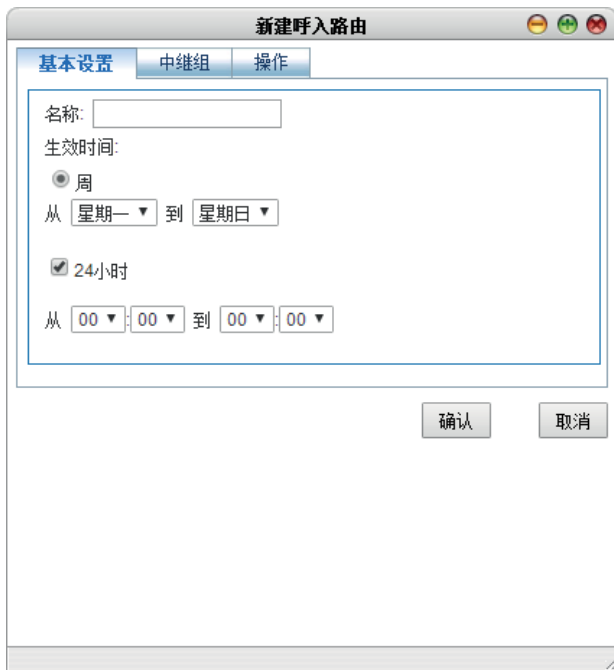 新建呼入路由
基本设置 中继组 操作
名称:
生效时间:
周
从 星期一 到 星期日
24小时
从 00 : 00 到 00 : 00
确认 取消